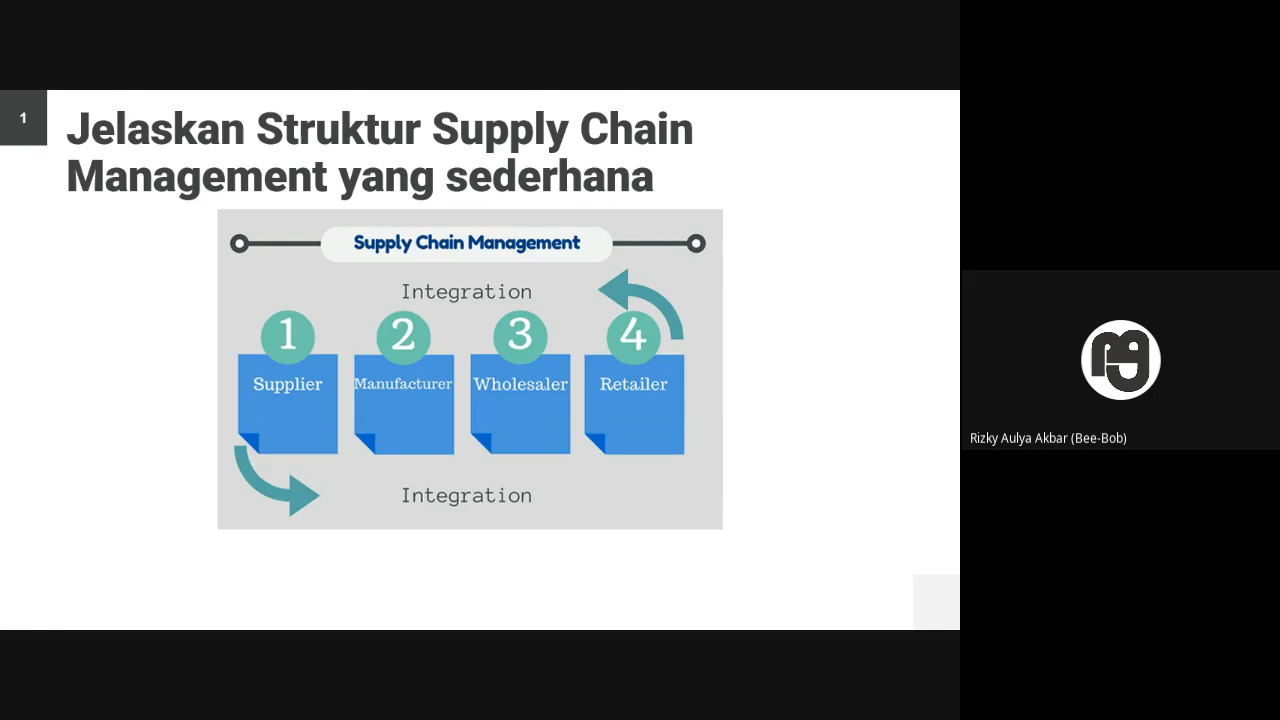 1
Jelaskan Struktur Supply Chain
Management yang sederhana
Supply Chain Management
Integration
1 2 3 4
Supplier Manufacturer Wholesaler Retailer
Integration
Rizky Aulya Akbar (Bee-Bob)